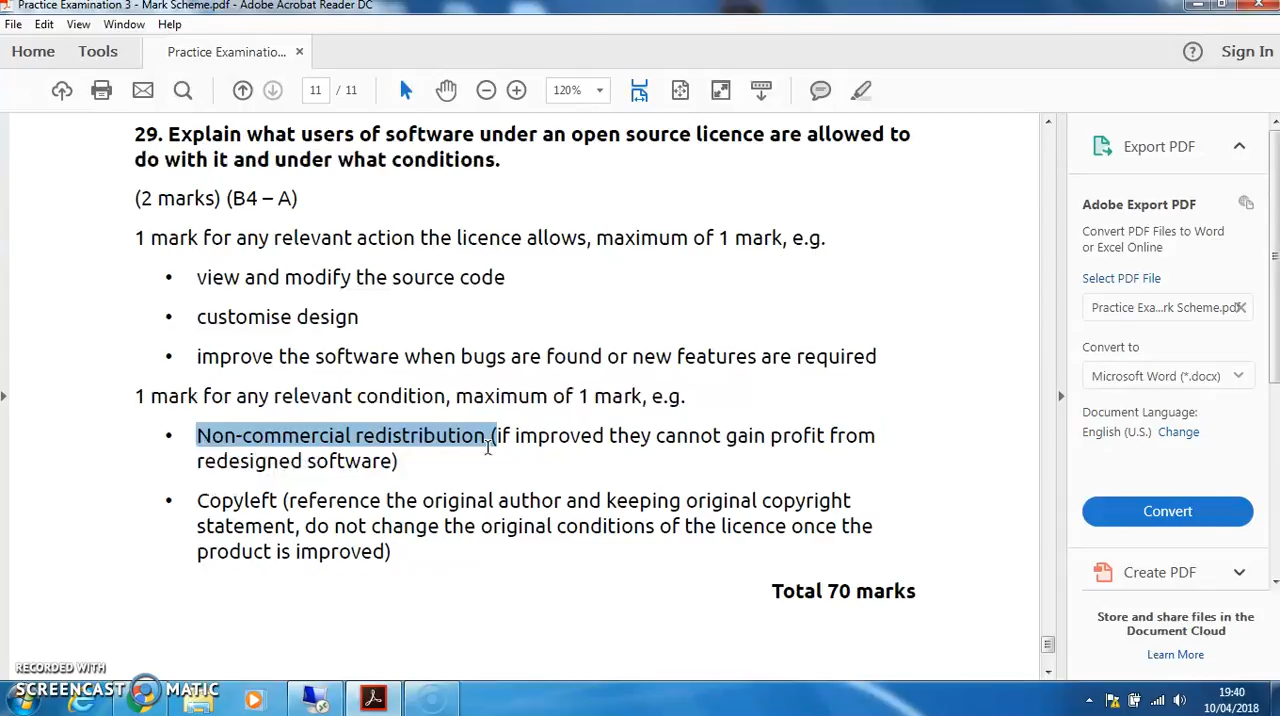 Practice Examination 3 - Mark Scheme.pdf - Adobe Acrobat Reader DC
File Edit View Window Help
Home Tools Practice Examinatio... × Sign In
11 / 11 120%
29. Explain what users of software under an open source licence are allowed to
do with it and under what conditions.
(2 marks) (B4 – A)
1 mark for any relevant action the licence allows, maximum of 1 mark, e.g.
• view and modify the source code
• customise design
• improve the software when bugs are found or new features are required
1 mark for any relevant condition, maximum of 1 mark, e.g.
• Non-commercial redistribution (if improved they cannot gain profit from
redesigned software)
• Copyleft (reference the original author and keeping original copyright
statement, do not change the original conditions of the licence once the
product is improved)
Total 70 marks
Export PDF
Adobe Export PDF
Convert PDF Files to Word
or Excel Online
Select PDF File
Practice Exa...rk Scheme.pdf
Convert to
Microsoft Word (*.docx)
Document Language:
English (U.S.) Change
Convert
Create PDF
Store and share files in the
Document Cloud
Learn More
RECORDED WITH
SCREENCAST MATIC
19:40
10/04/2018